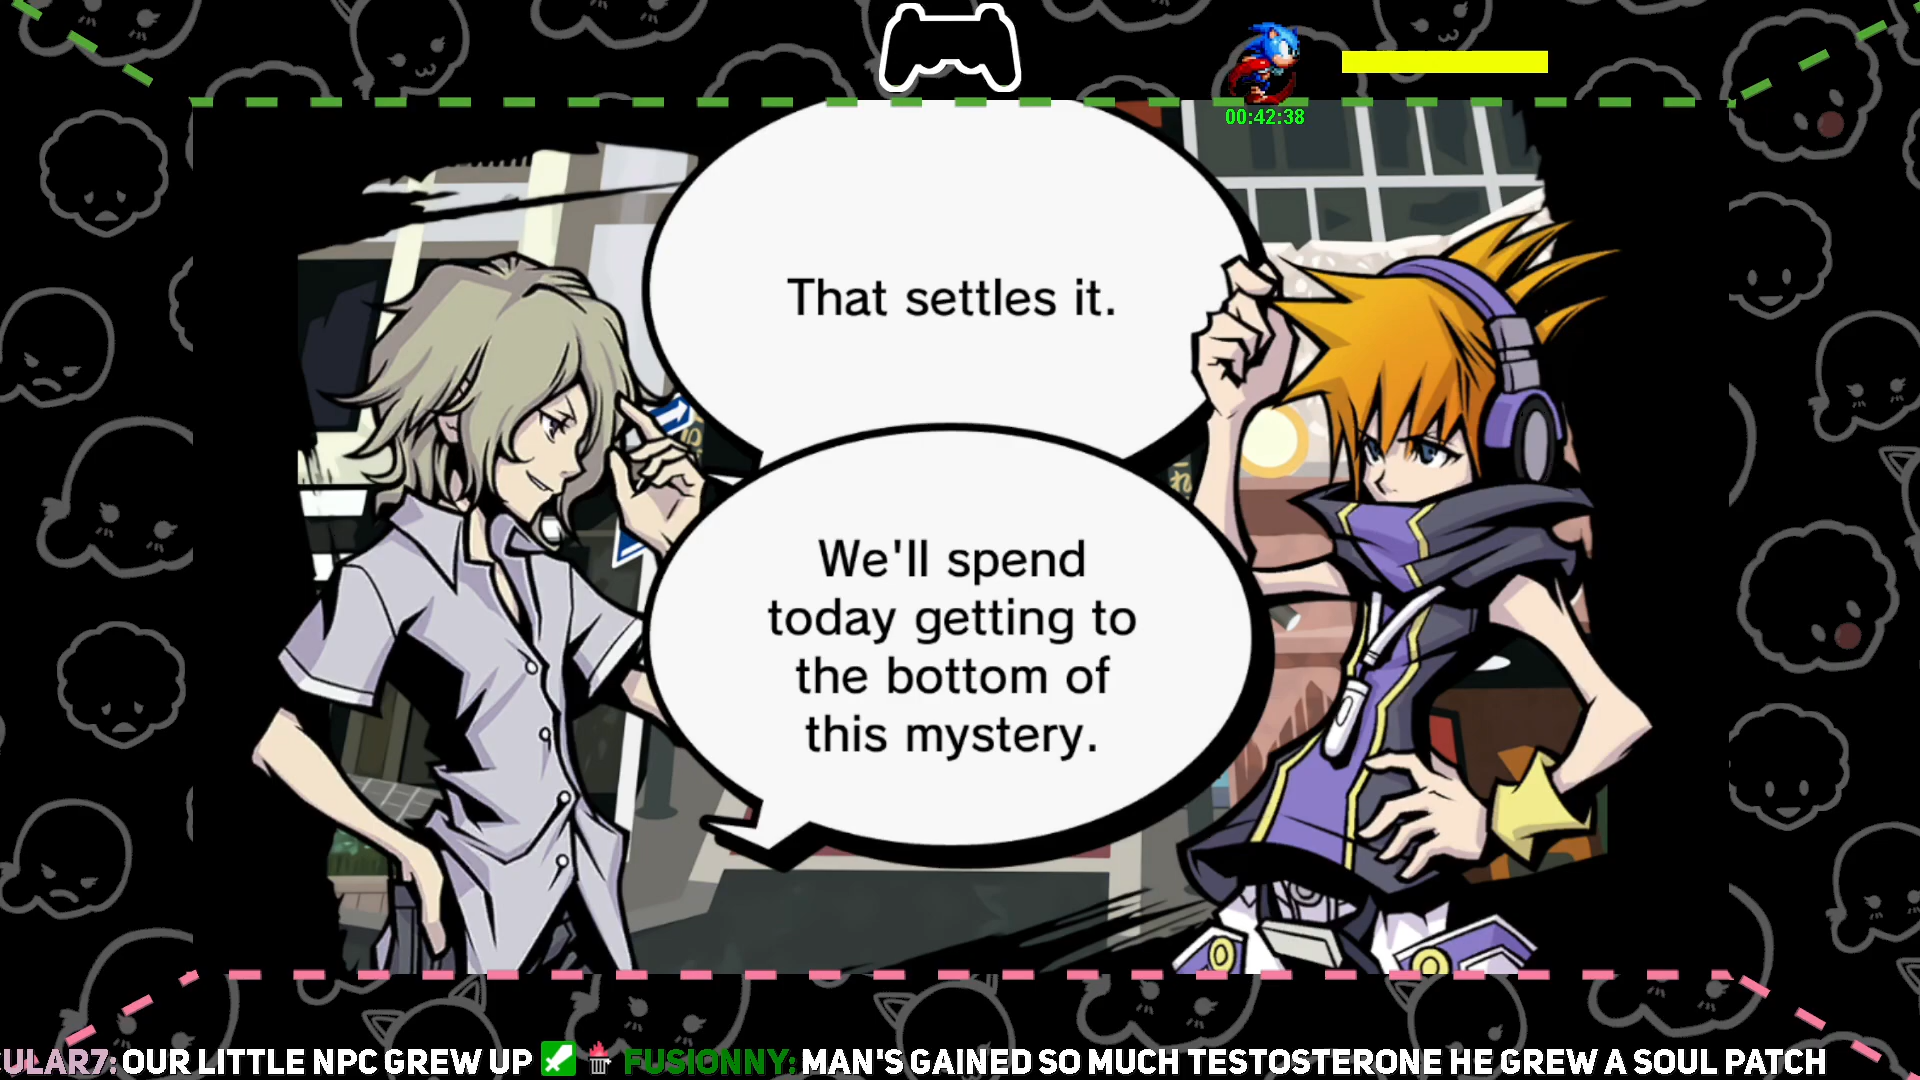 00:42:38
That settles it.
We'll spend
today getting to
the bottom of
this mystery.
ULAR7: OUR LITTLE NPC GREW UP FUSIONNY: MAN'S GAINED SO MUCH TESTOSTERONE HE GREW A SOUL PATCH